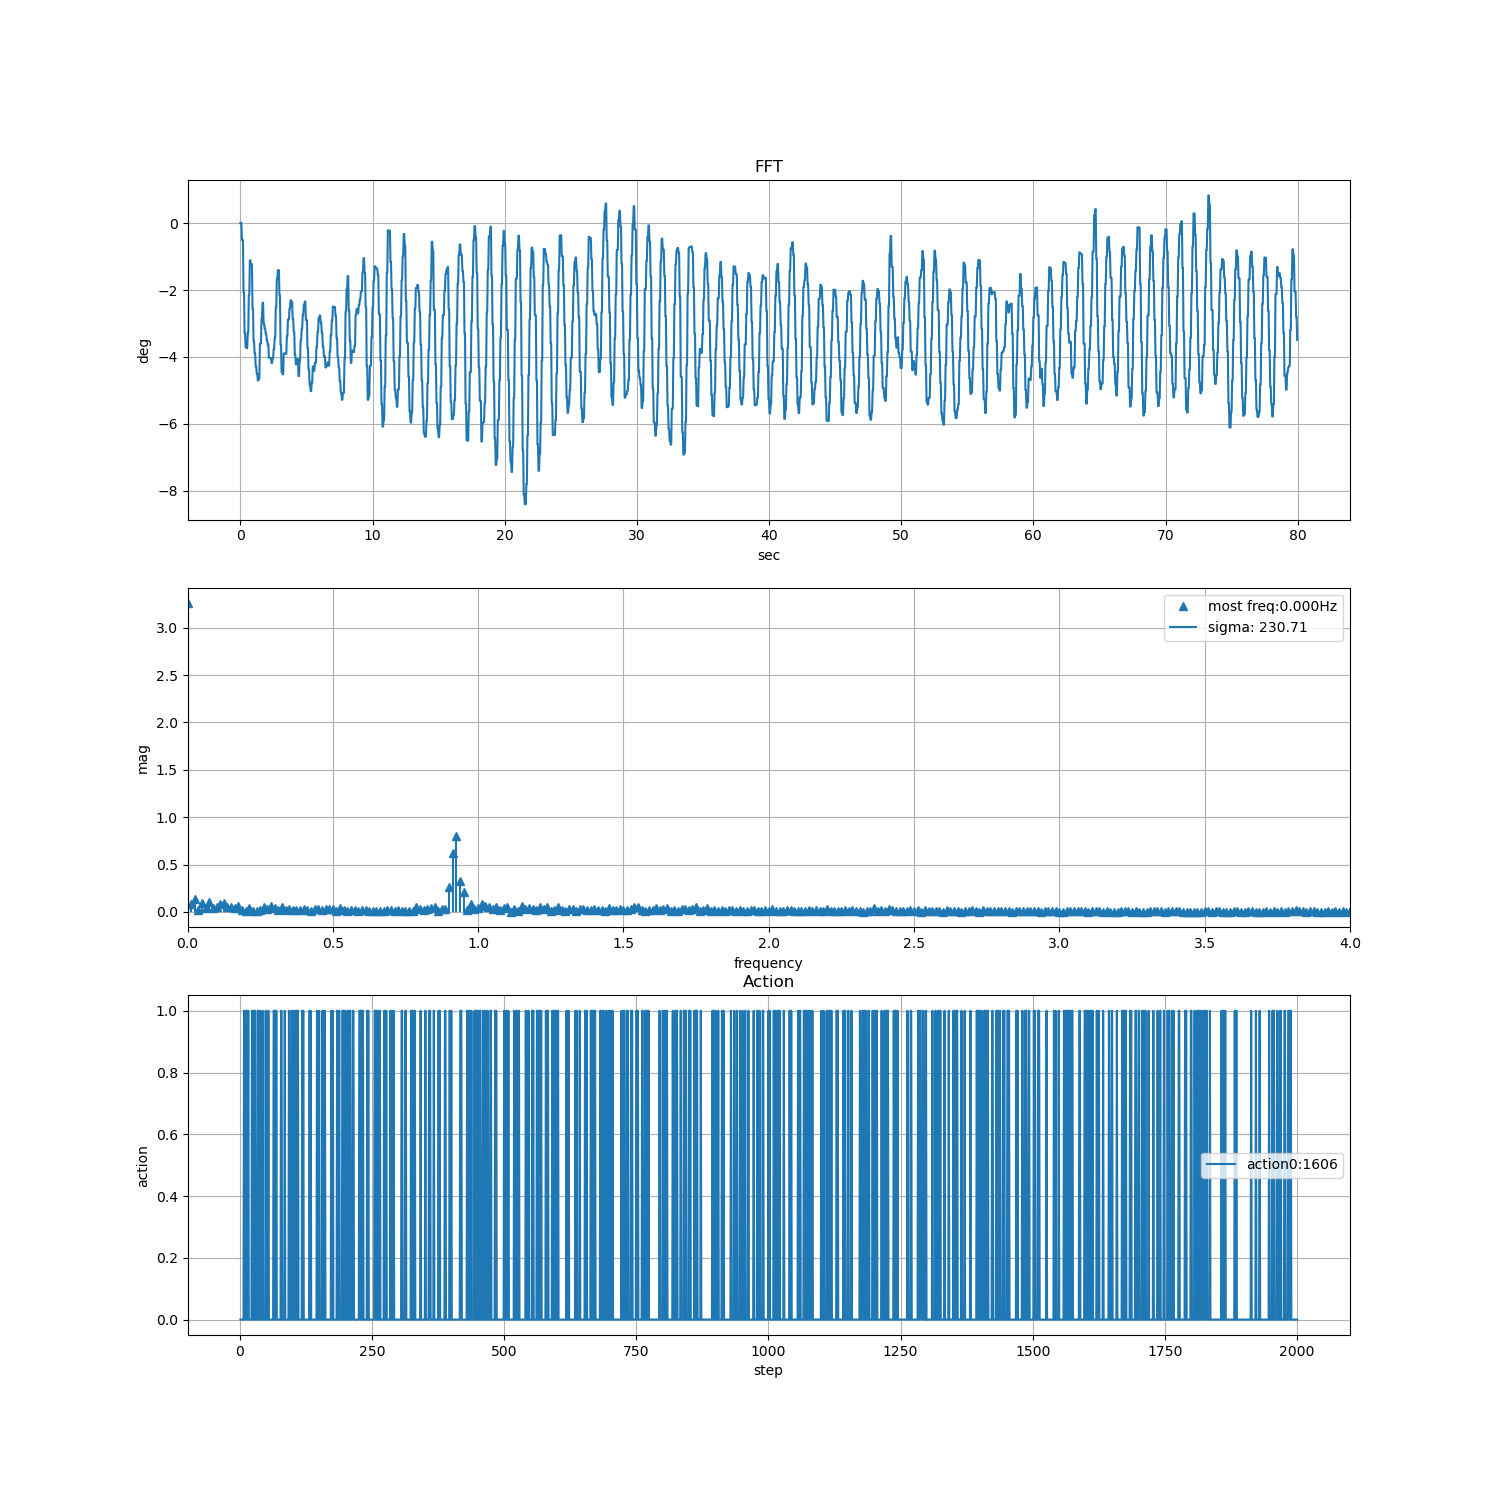 FFT
0
−2
−4
−6
−8
deg
0 10 20 30 40 50 60 70 80
sec
most freq:0.000Hz
sigma: 230.71
3.0
2.5
2.0
1.5
1.0
0.5
0.0
mag
0.0 0.5 1.0 1.5 2.0 2.5 3.0 3.5 4.0
frequency
Action
1.0
0.8
0.6
0.4
0.2
0.0
action
action0:1606
0 250 500 750 1000 1250 1500 1750 2000
step